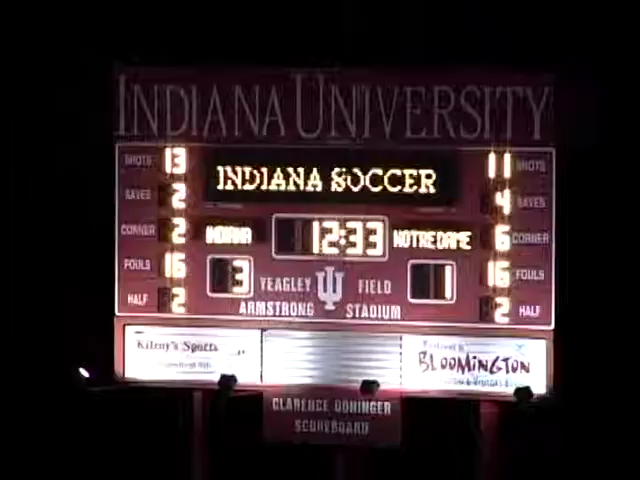 INDIANA UNIVERSITY
SHOTS 13 INDIANA SOCCER 11 SHOTS
SAVES 2 4 SAVES
CORNER 2 INDIANA 12:33 NOTRE DAME 6 CORNER
FOULS 16 3 YEAGLEY IU FIELD 1 16 FOULS
HALF 2 ARMSTRONG STADIUM 2 HALF
Kilroy's Sports
BLOOMINGTON
CLARENCE DONINGER
SCOREBOARD